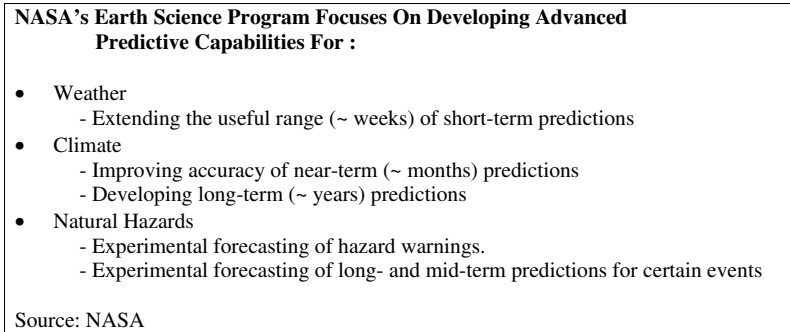 NASA's Earth Science Program Focuses On Developing Advanced
Predictive Capabilities For :
• Weather
- Extending the useful range (~ weeks) of short-term predictions
• Climate
- Improving accuracy of near-term (~ months) predictions
- Developing long-term (~ years) predictions
• Natural Hazards
- Experimental forecasting of hazard warnings.
- Experimental forecasting of long- and mid-term predictions for certain events
Source: NASA